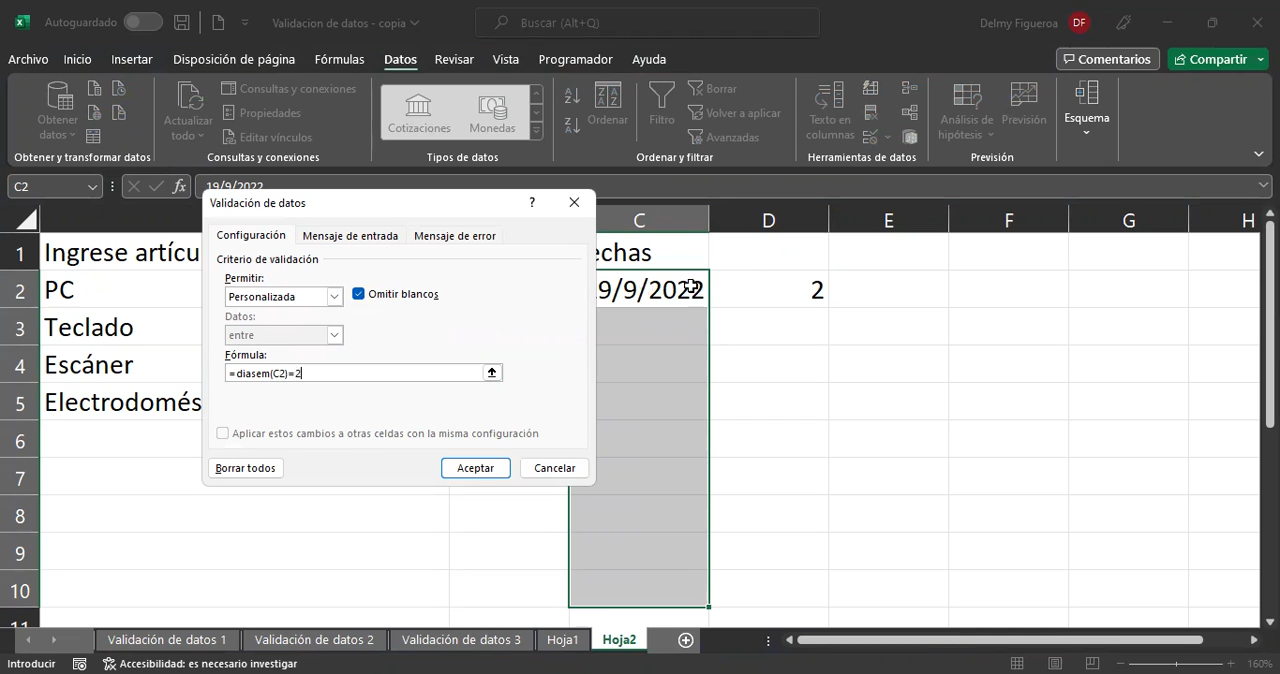 Autoguardado
Validacion de datos - copia
Buscar (Alt+Q)
Delmy Figueroa
DF
Archivo Inicio Insertar Disposición de página Fórmulas Datos Revisar Vista Programador Ayuda
Comentarios
Compartir
Obtener datos
Actualizar todo
Consultas y conexiones
Propiedades
Editar vínculos
Cotizaciones
Monedas
Ordenar
Filtro
Borrar
Volver a aplicar
Avanzadas
Texto en columnas
Análisis de hipótesis
Previsión
Esquema
Obtener y transformar datos
Consultas y conexiones
Tipos de datos
Ordenar y filtrar
Herramientas de datos
Previsión
C2
fx
19/9/2022
Validación de datos
?
Configuración
Mensaje de entrada
Mensaje de error
Criterio de validación
Permitir:
Personalizada
Omitir blancos
Datos:
entre
Fórmula:
=diasem(C2)=2
Aplicar estos cambios a otras celdas con la misma configuración
Borrar todos
Aceptar
Cancelar
C D E F G H
1 Ingrese artícu echas
2 PC 9/9/2022 2
3 Teclado
4 Escáner
5 Electrodomés
6
7
8
9
10
11
Validación de datos 1
Validación de datos 2
Validación de datos 3
Hoja1
Hoja2
Introducir
Accesibilidad: es necesario investigar
160%